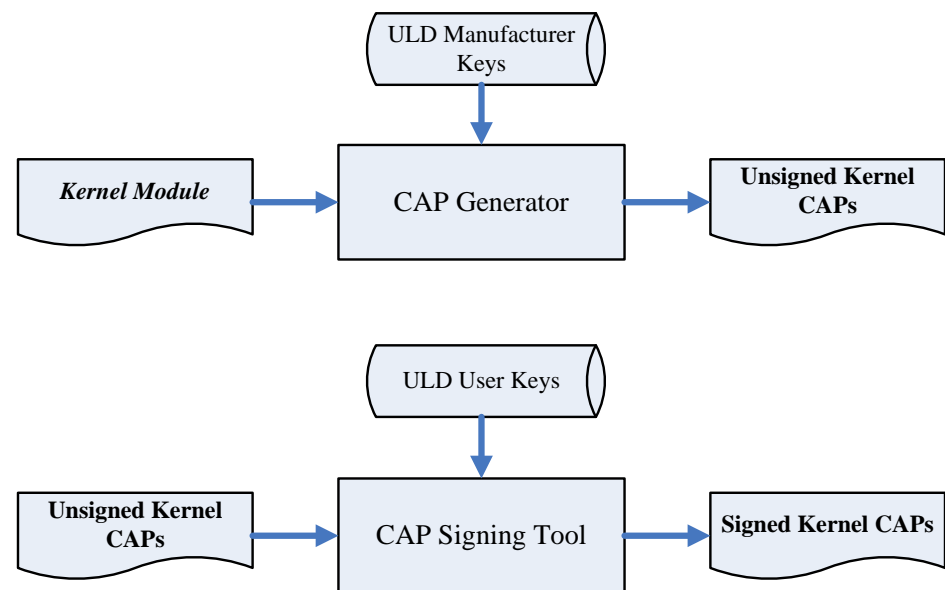 ULD Manufacturer
Keys
Kernel Module
CAP Generator
Unsigned Kernel
CAPs
ULD User Keys
Unsigned Kernel
CAPs
CAP Signing Tool
Signed Kernel CAPs